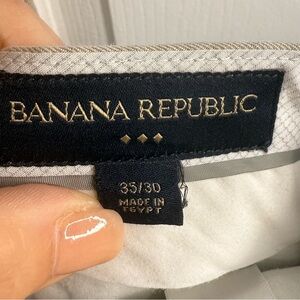 BANANA REPUBLIC
35/30
MADE IN
EGYPT